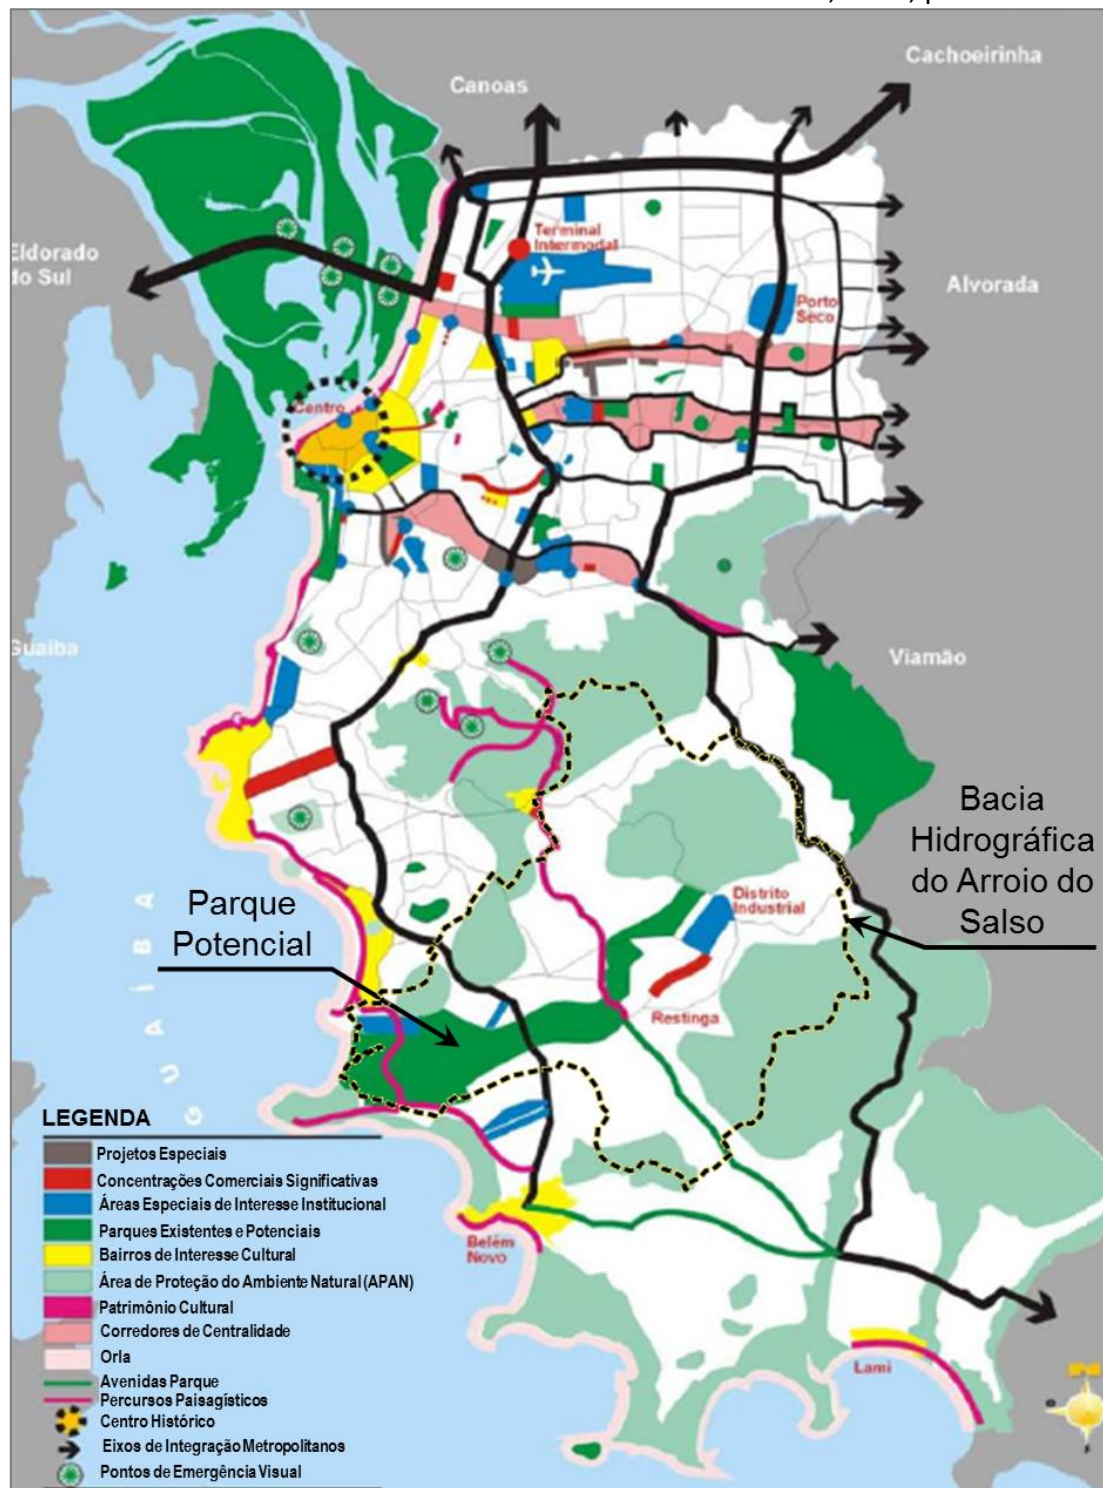 Cachoeirinha
Canoas
Terminal
Intermodal
Eldorado
do Sul
Alvorada
Porto
Seco
Centro
Guaíba
Viamão
Bacia
Hidrográfica
do Arroio do
Salso
Parque
Potencial
Distrito
Industrial
Restinga
GUAÍBA
LEGENDA
Projetos Especiais
Concentrações Comerciais Significativas
Áreas Especiais de Interesse Institucional
Parques Existentes e Potenciais
Bairros de Interesse Cultural
Área de Proteção do Ambiente Natural (APAN)
Patrimônio Cultural
Corredores de Centralidade
Orla
Avenidas Parque
Percursos Paisagísticos
Centro Histórico
Eixos de Integração Metropolitanos
Pontos de Emergência Visual
Belém
Novo
Lami